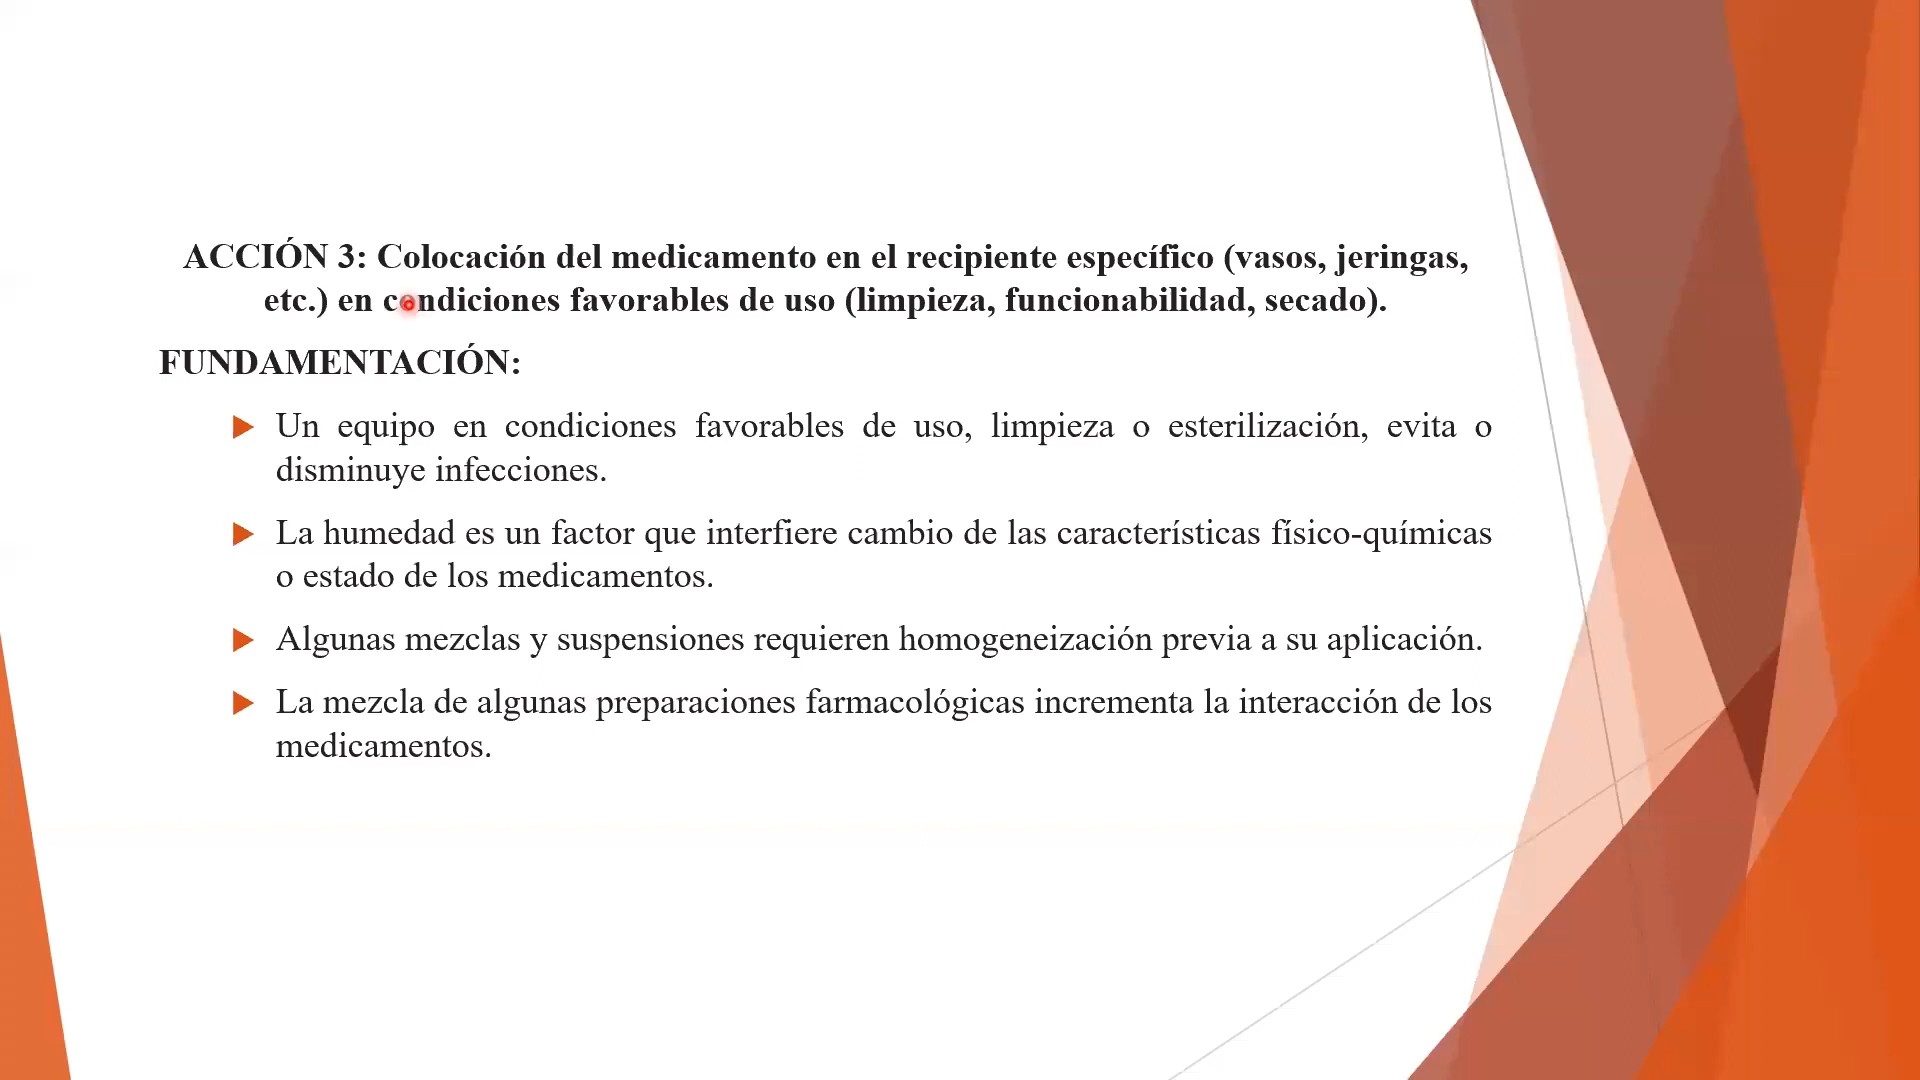 ACCIÓN 3: Colocación del medicamento en el recipiente específico (vasos, jeringas,
etc.) en condiciones favorables de uso (limpieza, funcionabilidad, secado).
FUNDAMENTACIÓN:
Un equipo en condiciones favorables de uso, limpieza o esterilización, evita o
disminuye infecciones.
La humedad es un factor que interfiere cambio de las características físico-químicas
o estado de los medicamentos.
Algunas mezclas y suspensiones requieren homogeneización previa a su aplicación.
La mezcla de algunas preparaciones farmacológicas incrementa la interacción de los
medicamentos.